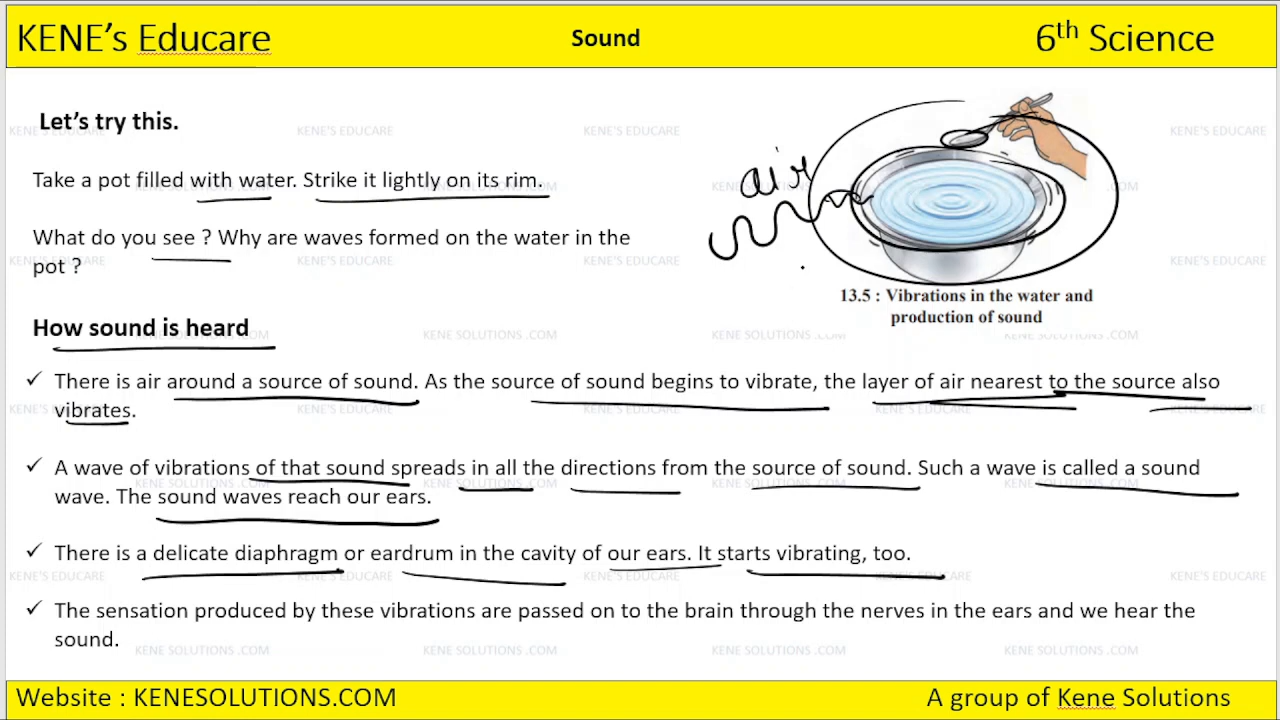 KENE's Educare
Sound
6th Science
Let's try this.
Take a pot filled with water. Strike it lightly on its rim.
What do you see ? Why are waves formed on the water in the
pot ?
air
13.5 : Vibrations in the water and
production of sound
How sound is heard
✓ There is air around a source of sound. As the source of sound begins to vibrate, the layer of air nearest to the source also
vibrates.
✓ A wave of vibrations of that sound spreads in all the directions from the source of sound. Such a wave is called a sound
wave. The sound waves reach our ears.
✓ There is a delicate diaphragm or eardrum in the cavity of our ears. It starts vibrating, too.
✓ The sensation produced by these vibrations are passed on to the brain through the nerves in the ears and we hear the
sound.
KENE'S EDUCARE
KENE SOLUTIONS .COM
Website : KENESOLUTIONS.COM
A group of Kene Solutions